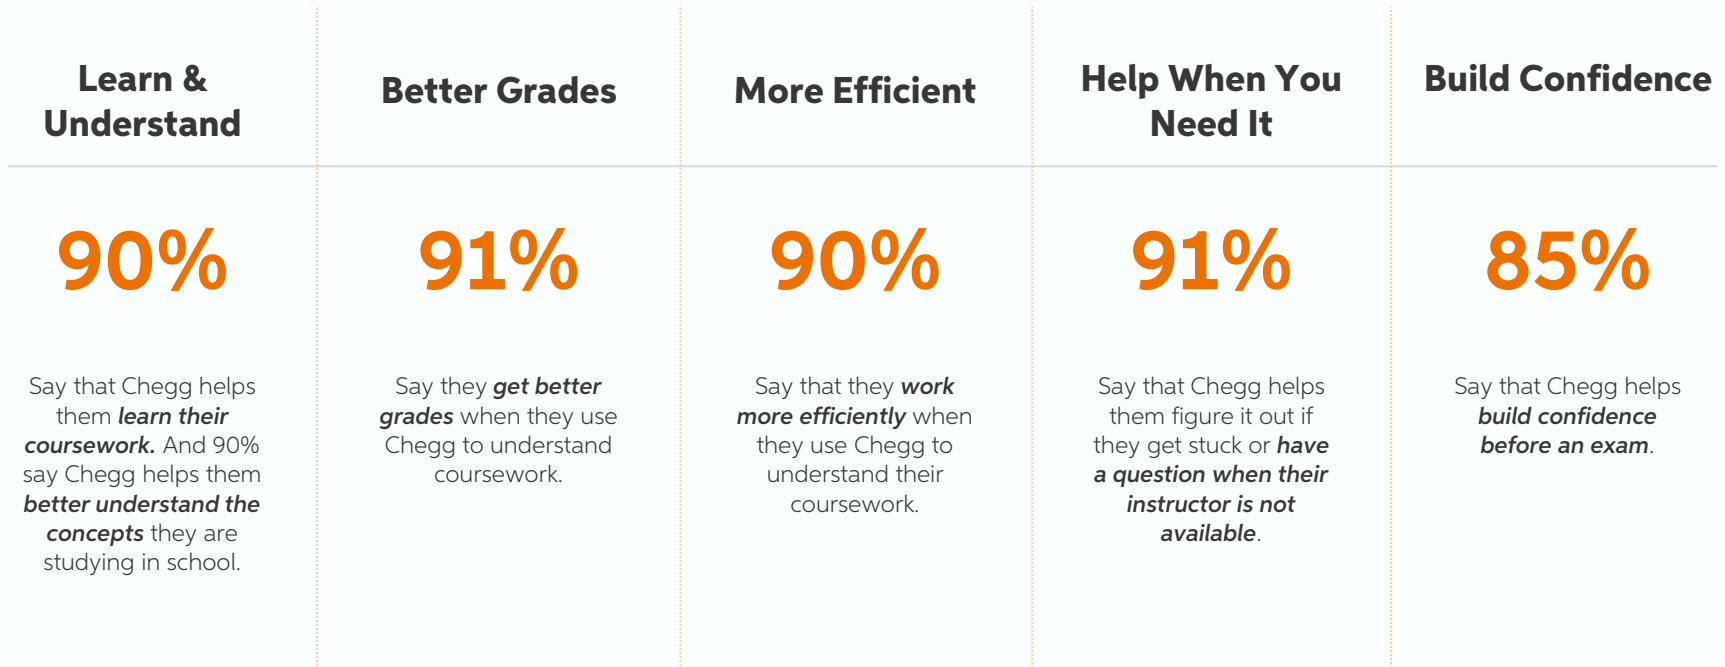 Learn &
Understand
90%
Say that Chegg helps
them learn their
coursework. And 90%
say Chegg helps them
better understand the
concepts they are
studying in school.
Better Grades
91%
Say they get better
grades when they use
Chegg to understand
coursework.
More Efficient
90%
Say that they work
more efficiently when
they use Chegg to
understand their
coursework.
Help When You
Need It
91%
Say that Chegg helps
them figure it out if
they get stuck or have
a question when their
instructor is not
available.
Build Confidence
85%
Say that Chegg helps
build confidence
before an exam.